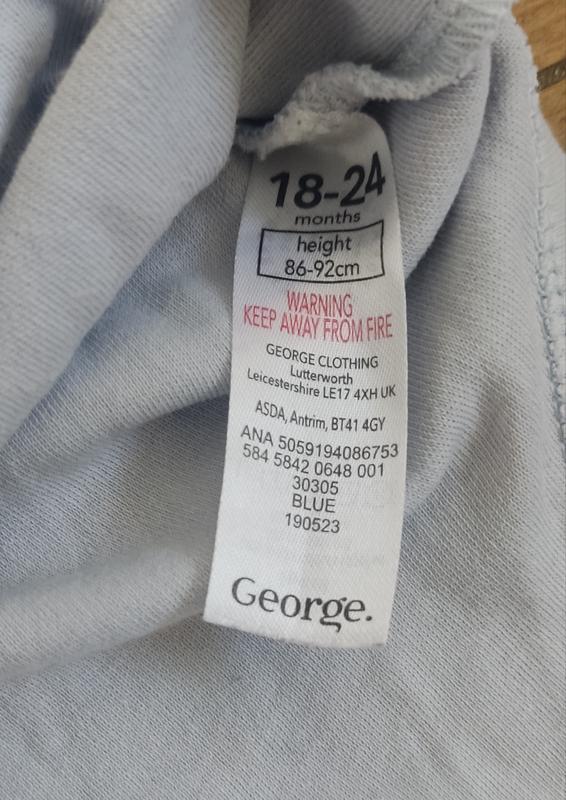 18-24
months
height
86-92cm
WARNING
KEEP AWAY FROM FIRE
GEORGE CLOTHING
Lutterworth
Leicestershire LE17 4XH UK
ASDA, Antrim, BT41 4GY
ANA 5059194086753
584 5842 0648 001
30305
BLUE
190523
George.